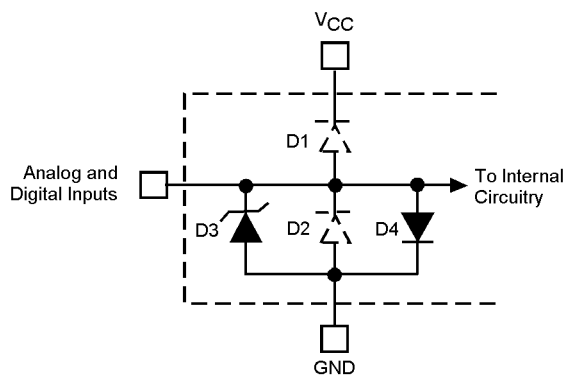 VCC
D1
Analog and
Digital Inputs
To Internal
Circuitry
D3
D2
D4
GND